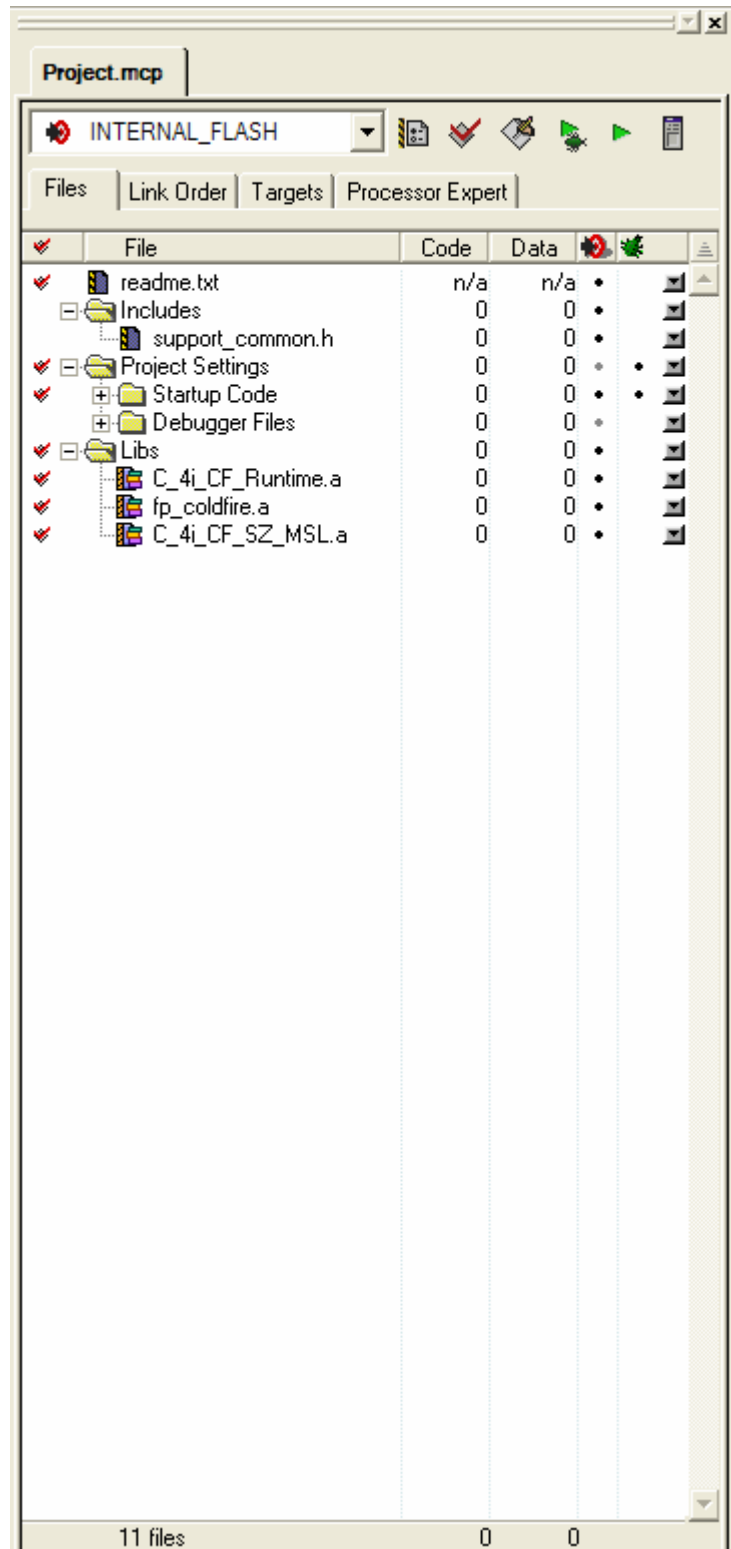 Project.mcp
INTERNAL_FLASH
Files Link Order Targets Processor Expert
File Code Data
readme.txt n/a n/a
Includes 0 0
support_common.h 0 0
Project Settings 0 0
Startup Code 0 0
Debugger Files 0 0
Libs 0 0
C_4i_CF_Runtime.a 0 0
fp_coldfire.a 0 0
C_4i_CF_SZ_MSL.a 0 0
11 files 0 0